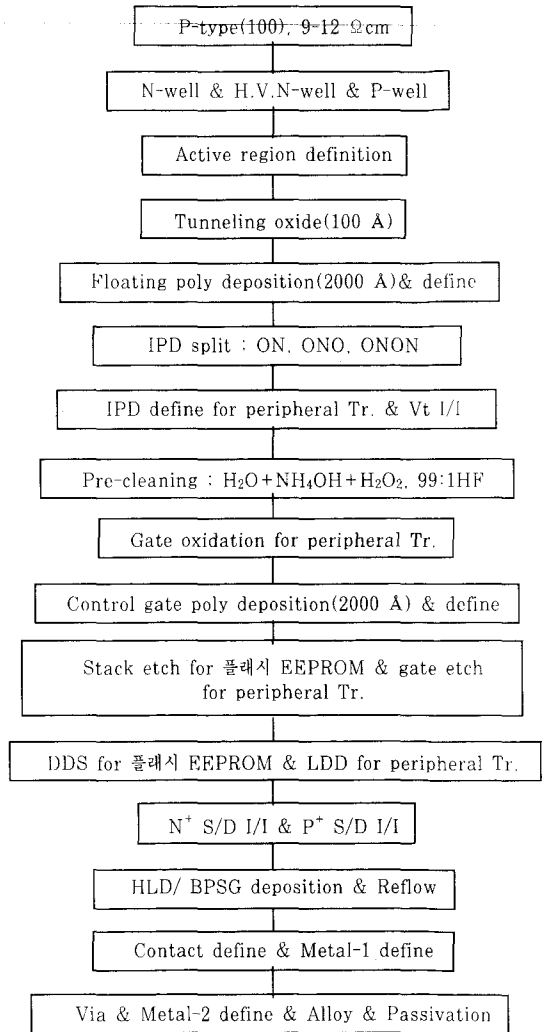 P-type(100), 9-12 Ωcm
N-well & H.V.N-well & P-well
Active region definition
Tunneling oxide(100 Å)
Floating poly deposition(2000 Å)& define
IPD split : ON, ONO, ONON
IPD define for peripheral Tr. & Vt I/I
Pre-cleaning : H₂O+NH₄OH+H₂O₂, 99:1HF
Gate oxidation for peripheral Tr.
Control gate poly deposition(2000 Å) & define
Stack etch for 플래시 EEPROM & gate etch
for peripheral Tr.
DDS for 플래시 EEPROM & LDD for peripheral Tr.
N⁺ S/D I/I & P⁺ S/D I/I
HLD/ BPSG deposition & Reflow
Contact define & Metal-1 define
Via & Metal-2 define & Alloy & Passivation